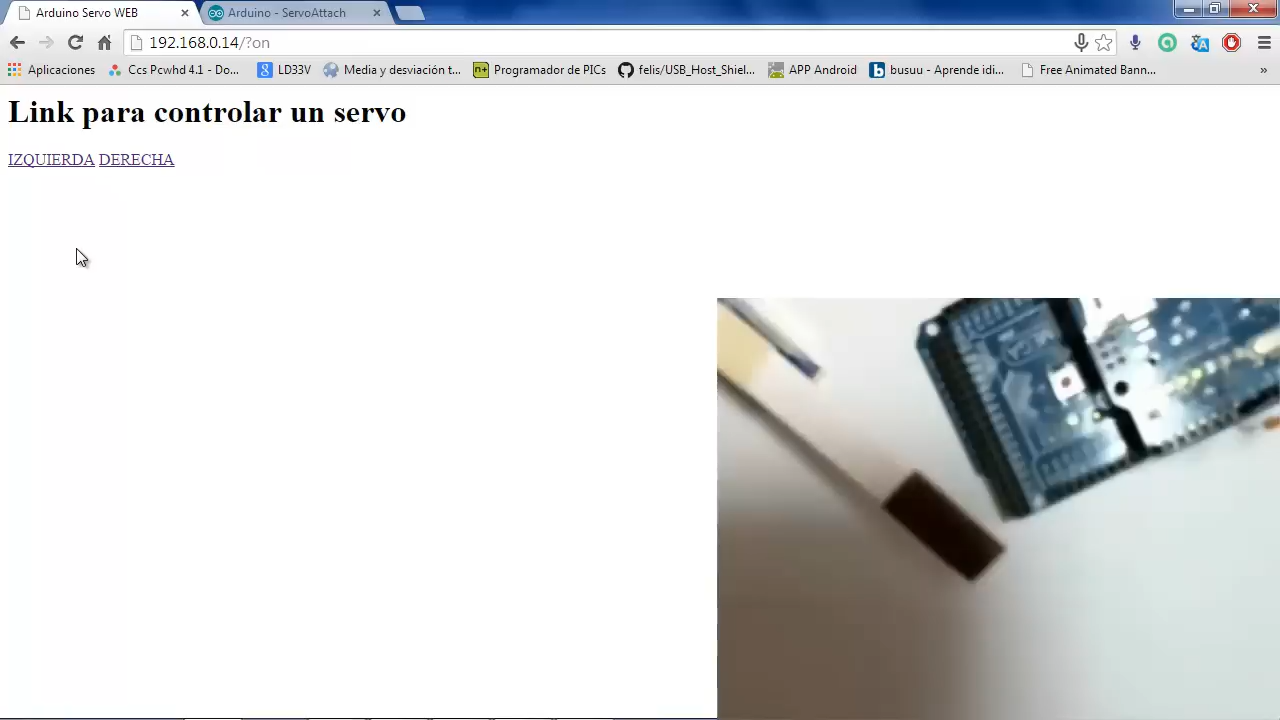 Arduino Servo WEB
Arduino - ServoAttach
192.168.0.14/?on
Aplicaciones
Ccs Pcwhd 4.1 - Do...
LD33V
Media y desviación t...
Programador de PICs
felis/USB_Host_Shiel...
APP Android
busuu - Aprende idi...
Free Animated Bann...
»
Link para controlar un servo
IZQUIERDA DERECHA